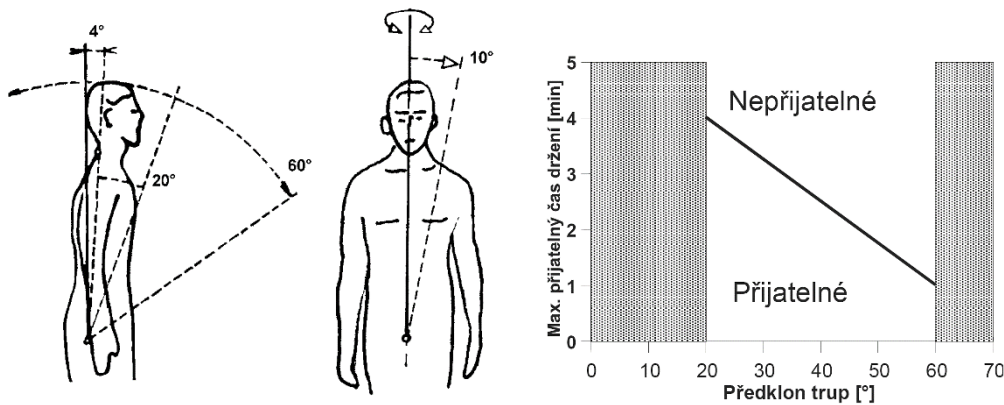 4°
20°
60°
10°
Max. přijatelný čas držení [min]
5
4
3
2
1
0
Nepřijatelné
Přijatelné
0 10 20 30 40 50 60 70
Předklon trup [°]